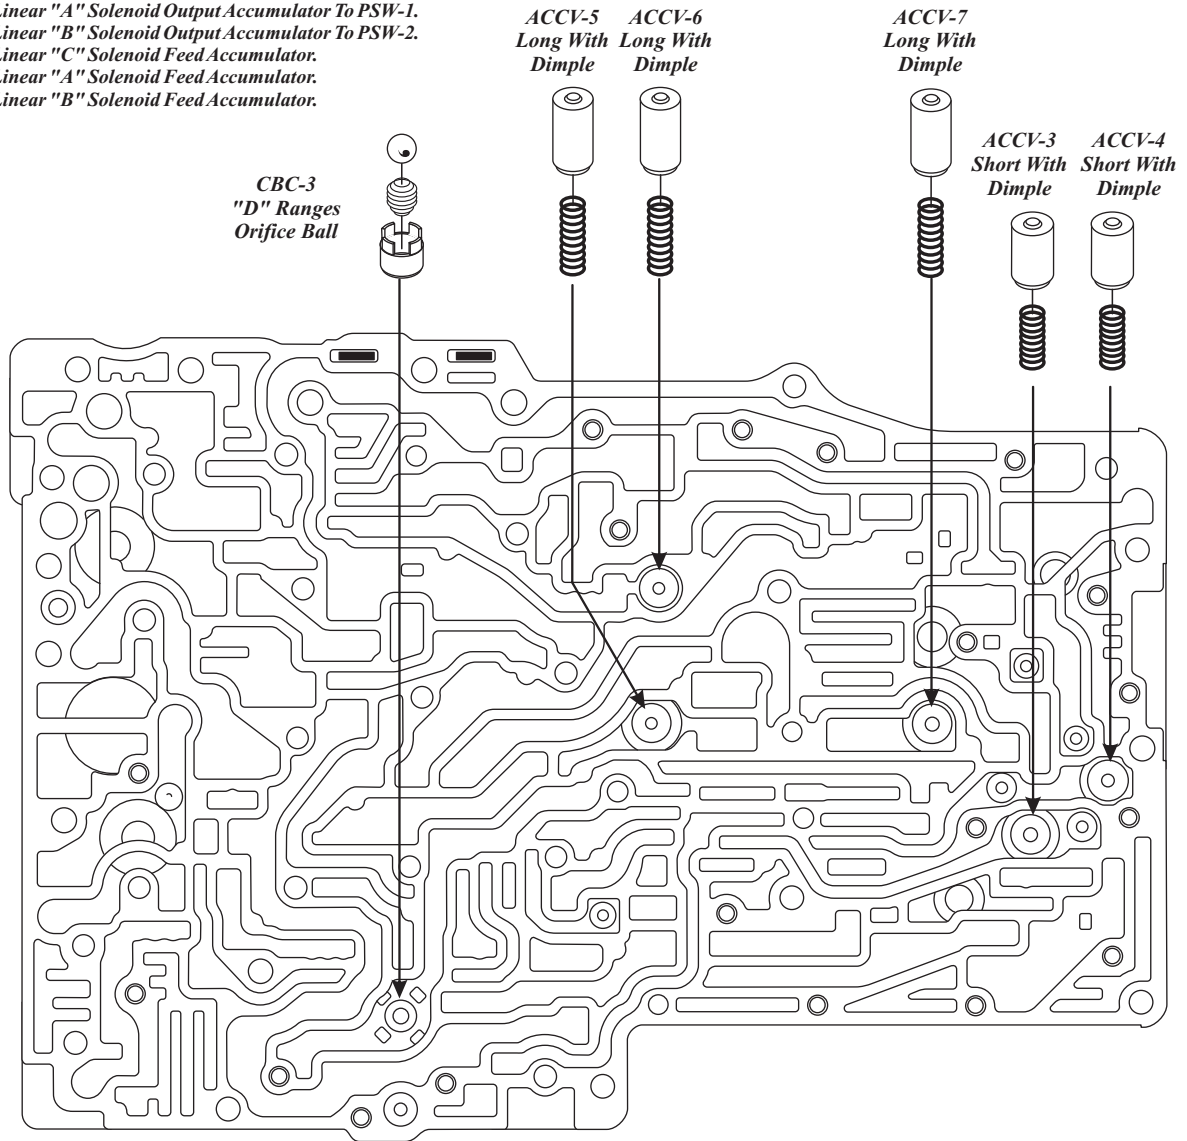 Linear "A" Solenoid Output Accumulator To PSW-1.
Linear "B" Solenoid Output Accumulator To PSW-2.
Linear "C" Solenoid Feed Accumulator.
Linear "A" Solenoid Feed Accumulator.
Linear "B" Solenoid Feed Accumulator.
ACCV-5
Long With
Dimple
ACCV-6
Long With
Dimple
ACCV-7
Long With
Dimple
ACCV-3
Short With
Dimple
ACCV-4
Short With
Dimple
CBC-3
"D" Ranges
Orifice Ball